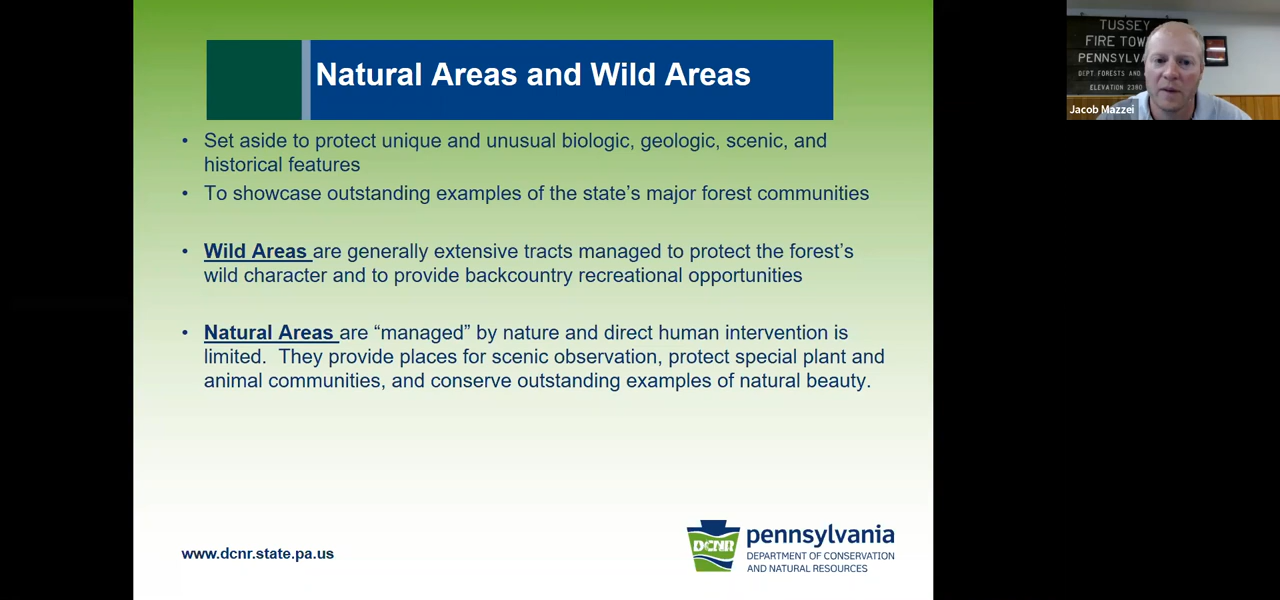 Natural Areas and Wild Areas
• Set aside to protect unique and unusual biologic, geologic, scenic, and
historical features
• To showcase outstanding examples of the state's major forest communities
• Wild Areas are generally extensive tracts managed to protect the forest's
wild character and to provide backcountry recreational opportunities
• Natural Areas are “managed” by nature and direct human intervention is
limited. They provide places for scenic observation, protect special plant and
animal communities, and conserve outstanding examples of natural beauty.
www.dcnr.state.pa.us
DCNR
pennsylvania
DEPARTMENT OF CONSERVATION
AND NATURAL RESOURCES
TUSSEY
FIRE TOW
PENNSYLVA
DEPT FORESTS AND
ELEVATION 2380
Jacob Mazzei